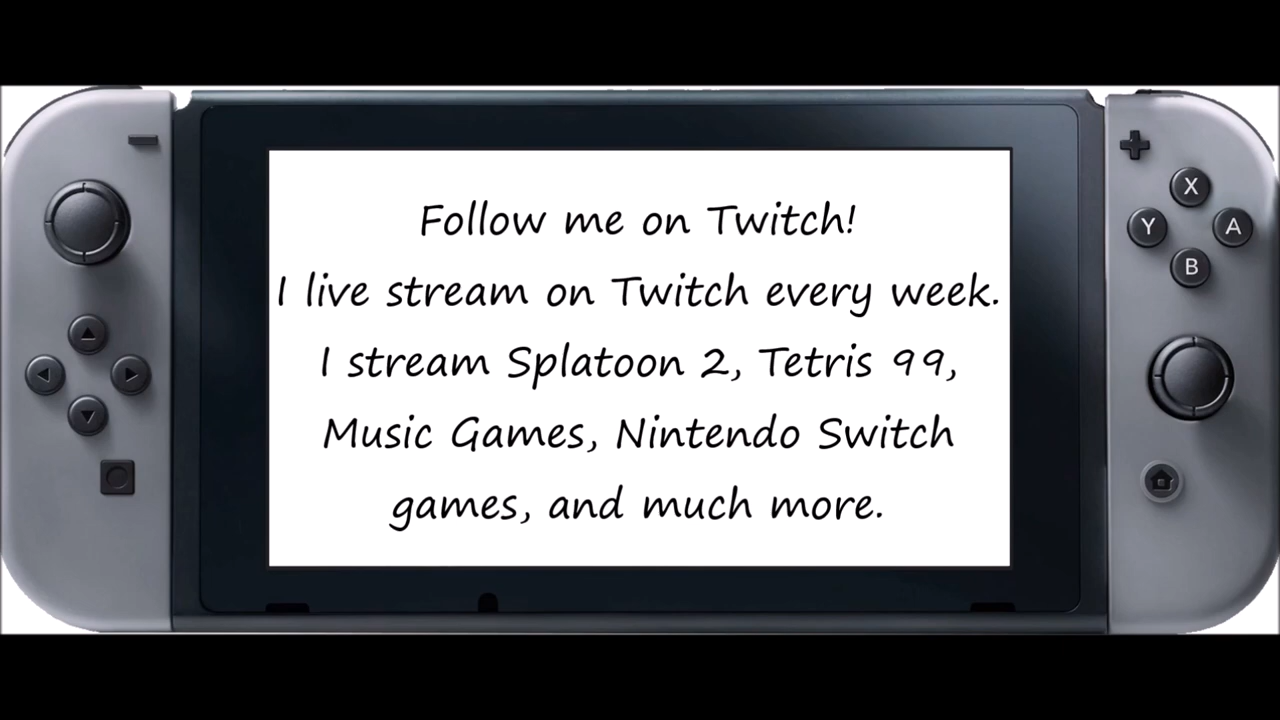 Follow me on Twitch!
I live stream on Twitch every week.
I stream Splatoon 2, Tetris 99,
Music Games, Nintendo Switch
games, and much more.
X
Y
A
B